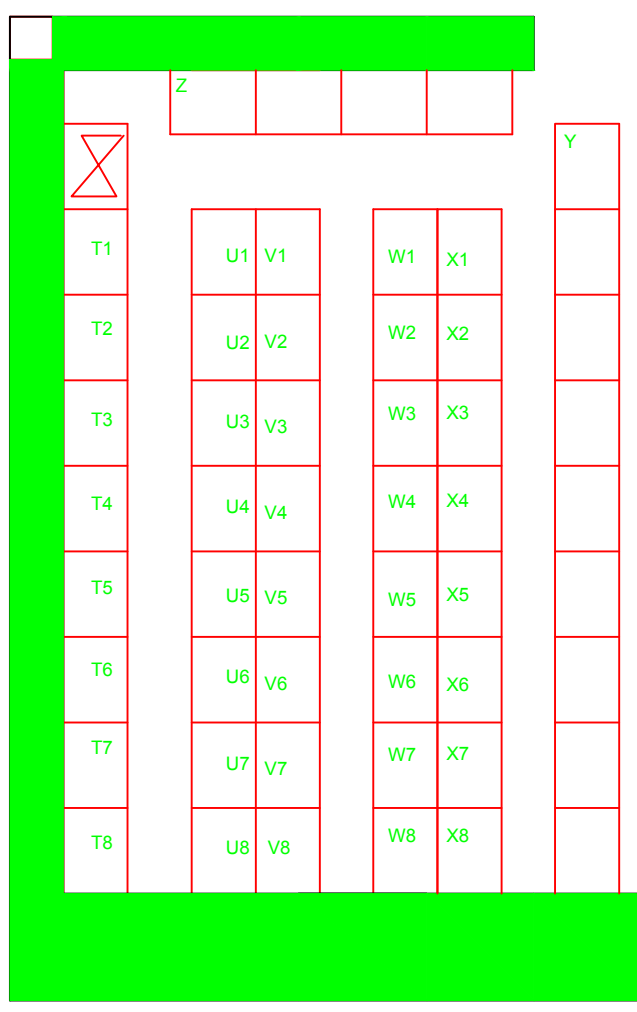 Z
Y
T1 U1 V1 W1 X1
T2 U2 V2 W2 X2
T3 U3 V3 W3 X3
T4 U4 V4 W4 X4
T5 U5 V5 W5 X5
T6 U6 V6 W6 X6
T7 U7 V7 W7 X7
T8 U8 V8 W8 X8